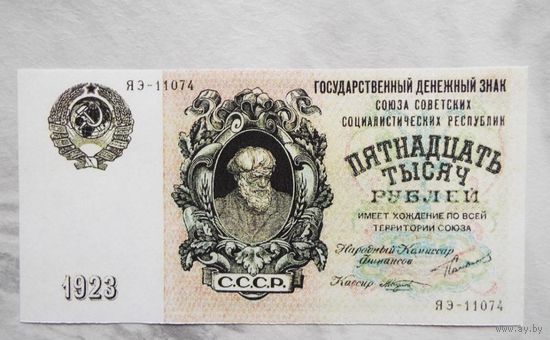 ЯЭ-11074
ГОСУДАРСТВЕННЫЙ ДЕНЕЖНЫЙ ЗНАК
СОЮЗА СОВЕТСКИХ
СОЦИАЛИСТИЧЕСКИХ РЕСПУБЛИК
ПЯТНАДЦАТЬ
ТЫСЯЧ
РУБЛЕЙ
ИМЕЕТ ХОЖДЕНИЕ ПО ВСЕЙ
ТЕРРИТОРИИ СОЮЗА
Народный Комиссар
Финансов
Кассир
С.С.С.Р.
1923
ЯЭ-11074
www.ay.by